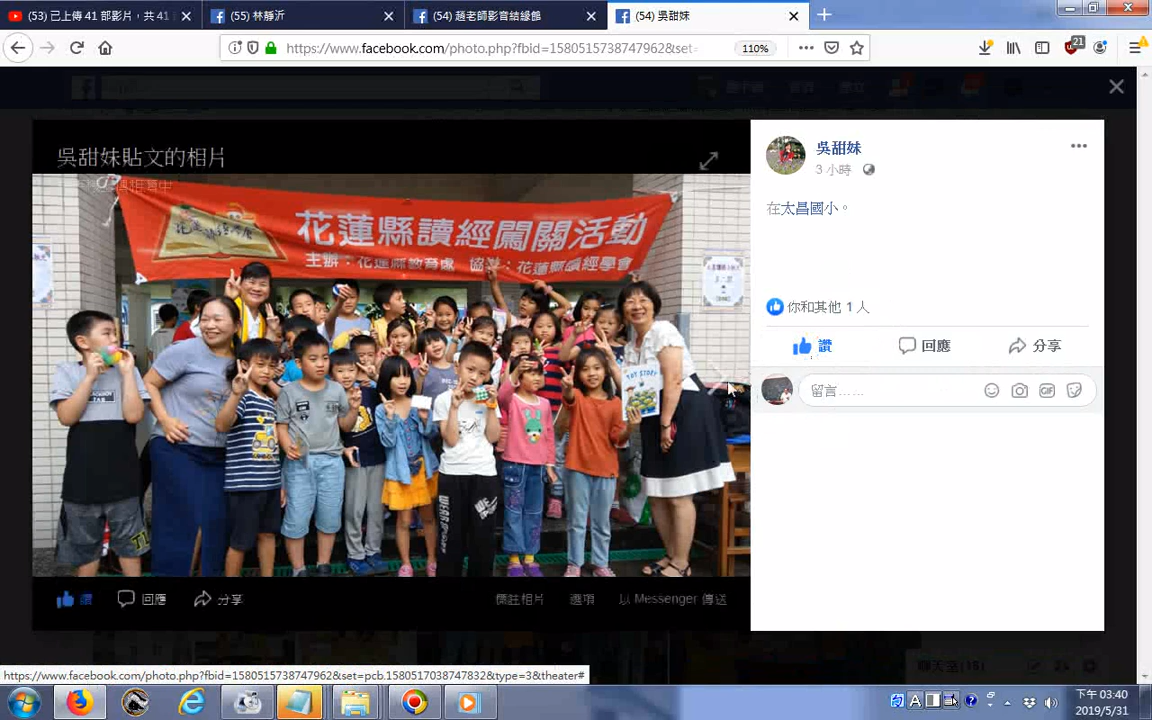 (53) 已上傳 41 部影片，共 41
(55) 林靜沂
(54) 趙老師影音結緣館
(54) 吳甜妹
https://www.facebook.com/photo.php?fbid=1580515738747962&set=
110%
21
吳甜妹貼文的相片
花蓮縣讀經闖關活動
主辦：花蓮縣教育處 協辦：花蓮縣讀經學會
吳甜妹
3 小時
在太昌國小。
你和其他 1 人
讚
回應
分享
留言......
GIF
TOY STORY
讚
回應
分享
標註相片
選項
以 Messenger 傳送
https://www.facebook.com/photo.php?fbid=1580515738747962&set=pcb.15805170387478​32&type=3&theater#
下午 03:40
2019/5/31